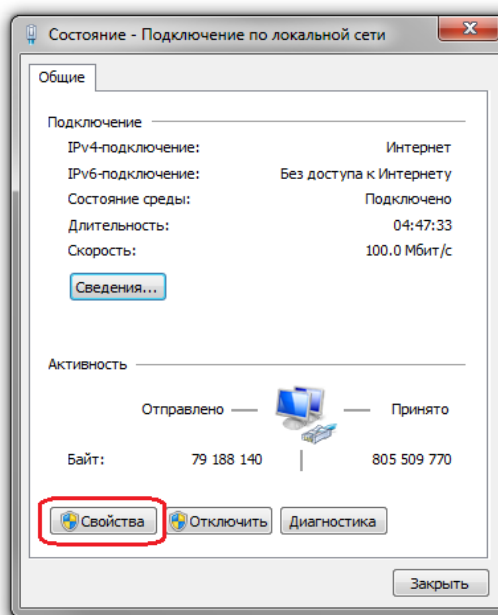 Состояние - Подключение по локальной сети
Общие
Подключение
IPv4-подключение: Интернет
IPv6-подключение: Без доступа к Интернету
Состояние среды: Подключено
Длительность: 04:47:33
Скорость: 100.0 Мбит/с
Сведения...
Активность
Отправлено — — Принято
Байт: 79 188 140 | 805 509 770
Свойства Отключить Диагностика
Закрыть